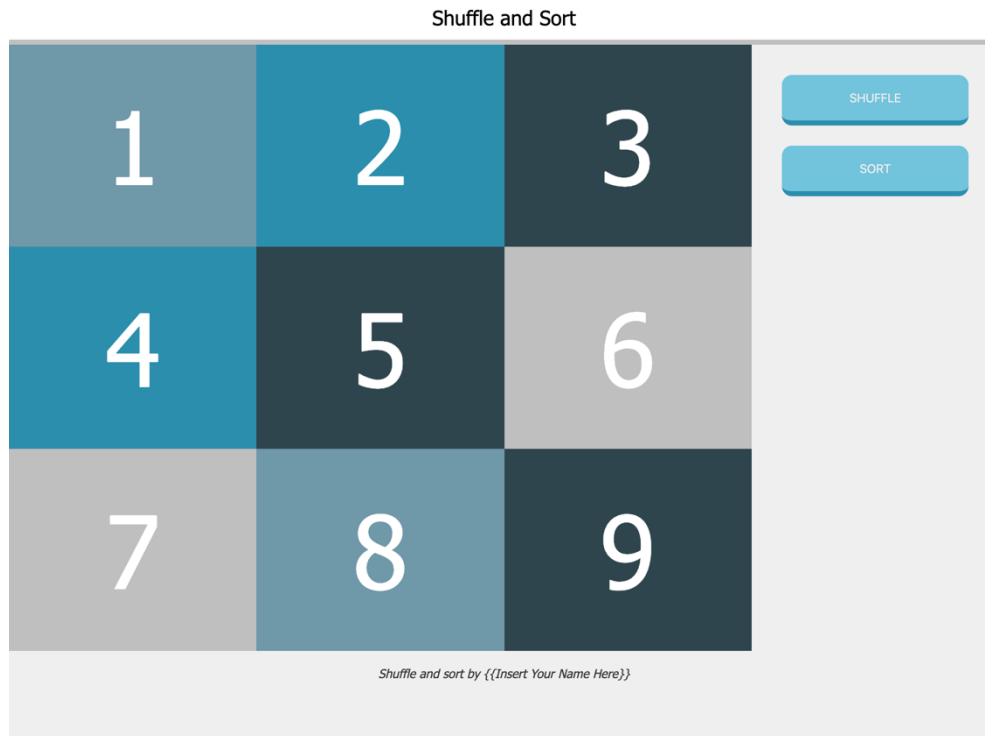 Shuffle and Sort
1 2 3
SHUFFLE
SORT
4 5 6
7 8 9
Shuffle and sort by {{Insert Your Name Here}}